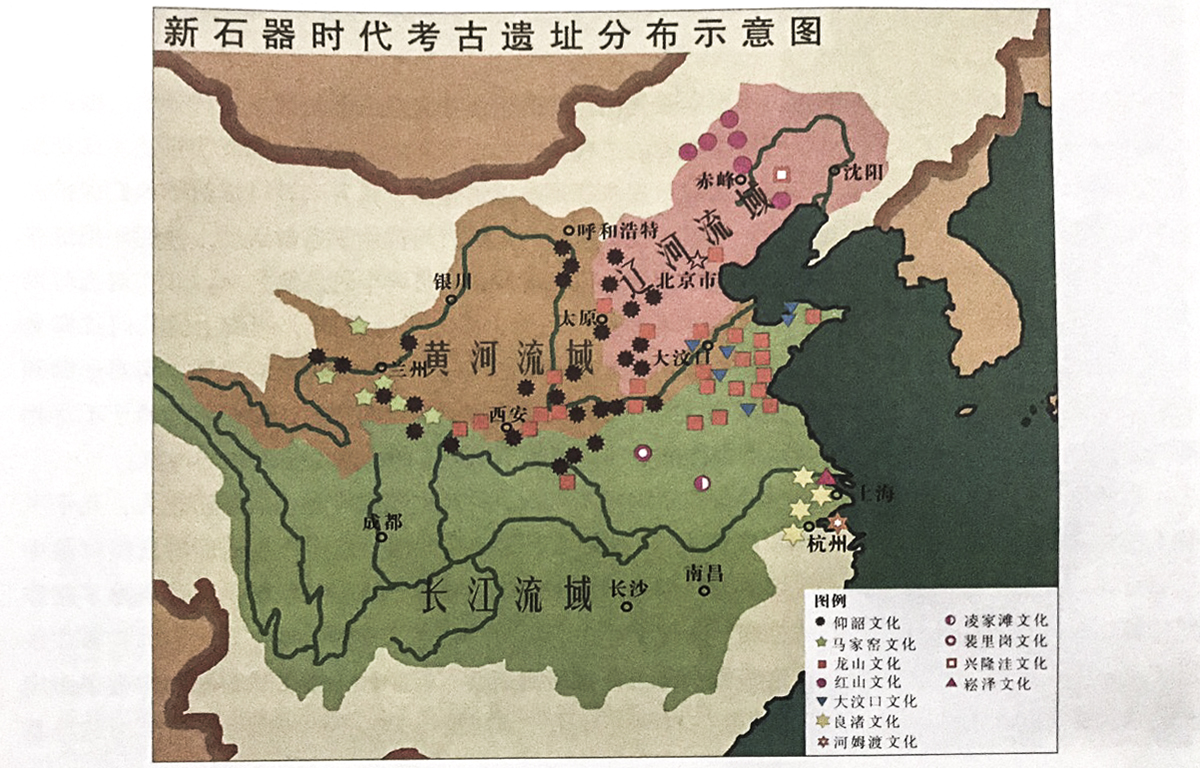 新石器时代考古遗址分布示意图
沈阳
赤峰
辽河流域
呼和浩特
北京市
银川
太原
黄河流域
大汶口
兰州
西安
上海
成都
杭州
南昌
长江流域
长沙
图例
仰韶文化
马家窑文化
龙山文化
红山文化
大汶口文化
良渚文化
河姆渡文化
凌家滩文化
裴里岗文化
兴隆洼文化
崧泽文化